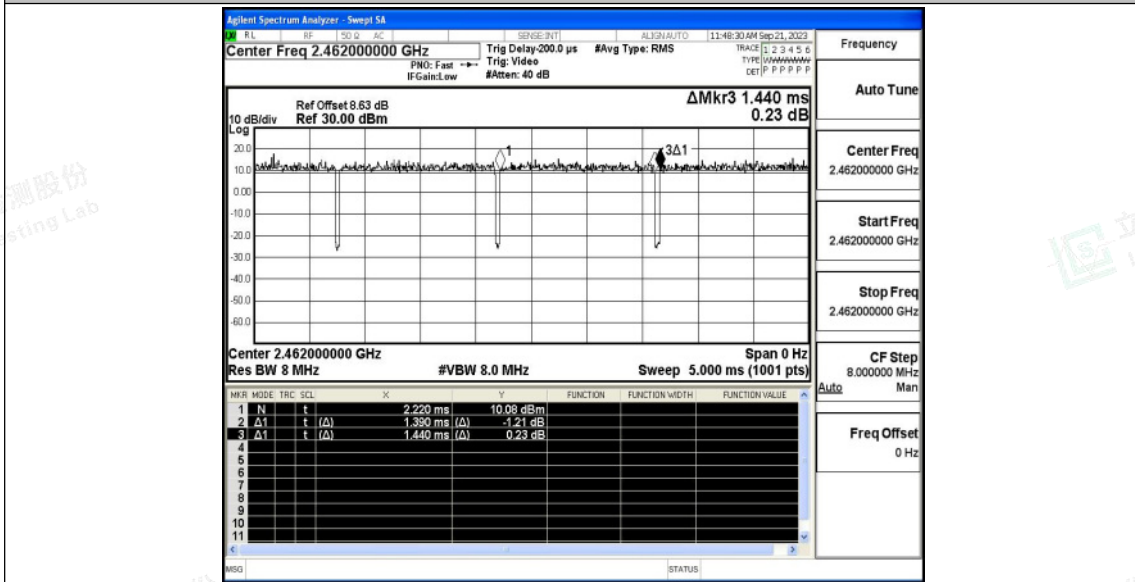 Agilent Spectrum Analyzer - Swept SA
RL RF 50 Ω AC SENSE:INT ALIGNAUTO 11:48:30 AM Sep 21, 2023
Center Freq 2.462000000 GHz Trig Delay-200.0 µs #Avg Type: RMS TRACE 1 2 3 4 5 6
PNO: Fast Trig: Video TYPE
IFGain:Low #Atten: 40 dB DET P P P P P P
Frequency
Auto Tune
Center Freq
2.462000000 GHz
Start Freq
2.462000000 GHz
Stop Freq
2.462000000 GHz
CF Step
8.000000 MHz
Auto Man
Freq Offset
0 Hz
ΔMkr3 1.440 ms
0.23 dB
Ref Offset 8.63 dB
10 dB/div Ref 30.00 dBm
Log
20.0
10.0
0.00
-10.0
-20.0
-30.0
-40.0
-50.0
-60.0
1
3Δ1
Center 2.462000000 GHz Span 0 Hz
Res BW 8 MHz #VBW 8.0 MHz Sweep 5.000 ms (1001 pts)
MKR MODE TRC SCL X Y FUNCTION FUNCTION WIDTH FUNCTION VALUE
1 N t 2.220 ms 10.08 dBm
2 Δ1 t (Δ) 1.390 ms (Δ) -1.21 dB
3 Δ1 t (Δ) 1.440 ms (Δ) 0.23 dB
4
5
6
7
8
9
10
11
MSG STATUS
测股份
sting Lab
立